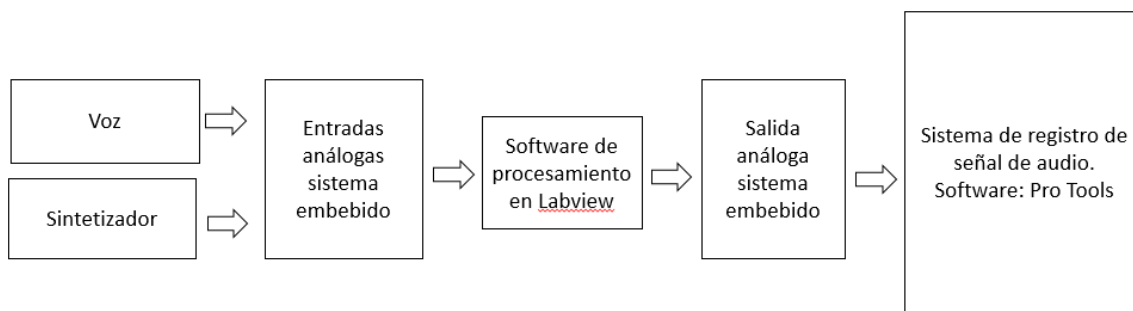 Voz
Sintetizador
Entradas
análogas
sistema
embebido
Software de
procesamiento
en Labview
Salida
análoga
sistema
embebido
Sistema de registro de
señal de audio.
Software: Pro Tools